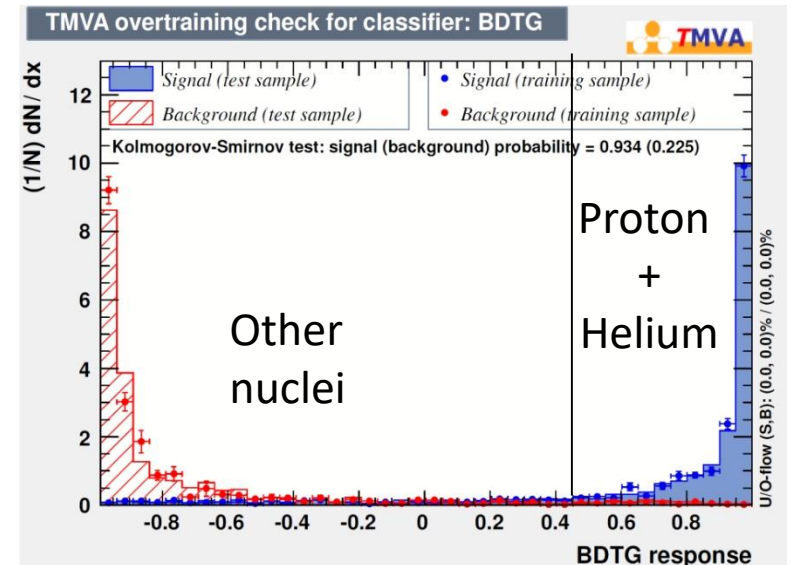 TMVA overtraining check for classifier: BDTG
TMVA
(1/N) dN/ dx
Signal (test sample)
Background (test sample)
Signal (training sample)
Background (training sample)
Kolmogorov-Smirnov test: signal (background) probability = 0.934 (0.225)
12
10
8
6
4
2
0
Other
nuclei
Proton
+
Helium
-0.8 -0.6 -0.4 -0.2 0 0.2 0.4 0.6 0.8
BDTG response
U/O-flow (S,B): (0.0, 0.0)% / (0.0, 0.0)%